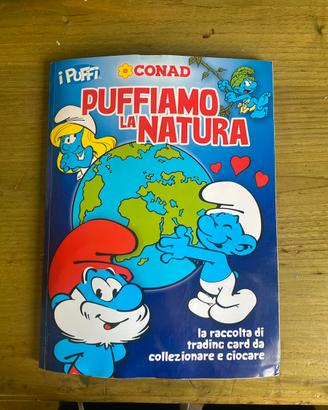 i PUFFi
CONAD
PUFFIAMO
LA NATURA
la raccolta di
trading card da
collezionare e giocare